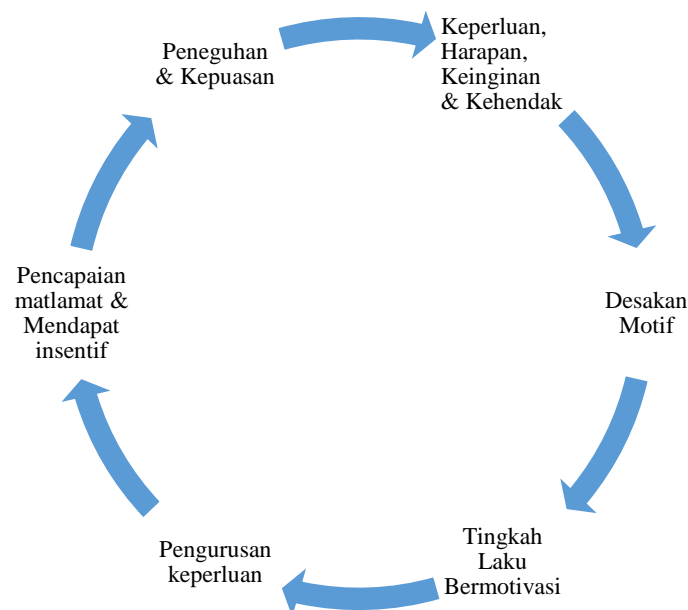 Keperluan,
Harapan,
Keinginan
& Kehendak
Desakan
Motif
Tingkah
Laku
Bermotivasi
Pengurusan
keperluan
Pencapaian
matlamat &
Mendapat
insentif
Peneguhan
& Kepuasan